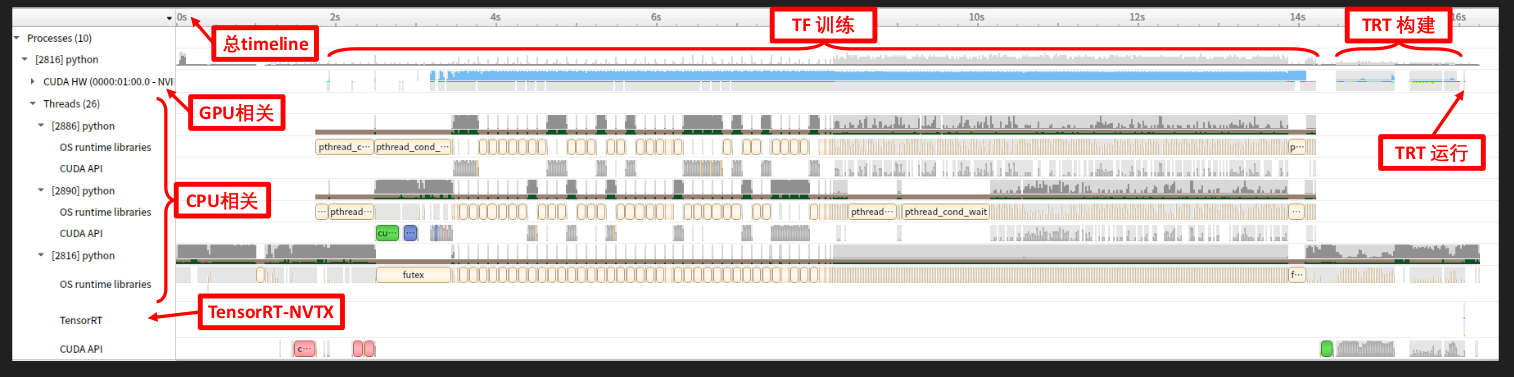 0s 2s 4s 6s 10s 12s 14s 16s
TF 训练
TRT 构建
总timeline
Processes (10)
[2816] python
CUDA HW (0000:01:00.0 - NVI
GPU相关
Threads (26)
[2886] python
OS runtime libraries
pthread_c··· pthread_cond_··· p···
TRT 运行
CUDA API
[2890] python
CPU相关
OS runtime libraries
··· pthread··· pthread··· pthread_cond_wait ···
CUDA API
cu··· ···
[2816] python
OS runtime libraries
futex f···
TensorRT-NVTX
TensorRT
CUDA API
c···